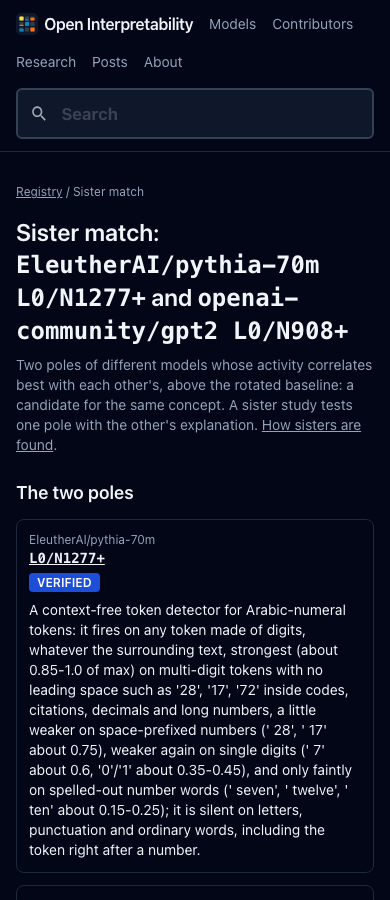 Open Interpretability Models Contributors
Research Posts About
Search
Registry / Sister match
Sister match:
EleutherAI/pythia-70m
L0/N1277+ and openai-
community/gpt2 L0/N908+
Two poles of different models whose activity correlates
best with each other's, above the rotated baseline: a
candidate for the same concept. A sister study tests
one pole with the other's explanation. How sisters are
found.
The two poles
EleutherAI/pythia-70m
L0/N1277+
VERIFIED
A context-free token detector for Arabic-numeral
tokens: it fires on any token made of digits,
whatever the surrounding text, strongest (about
0.85-1.0 of max) on multi-digit tokens with no
leading space such as '28', '17', '72' inside codes,
citations, decimals and long numbers, a little
weaker on space-prefixed numbers (' 28', ' 17'
about 0.75), weaker again on single digits (' 7'
about 0.6, '0'/'1' about 0.35-0.45), and only faintly
on spelled-out number words (' seven', ' twelve', '
ten' about 0.15-0.25); it is silent on letters,
punctuation and ordinary words, including the
token right after a number.